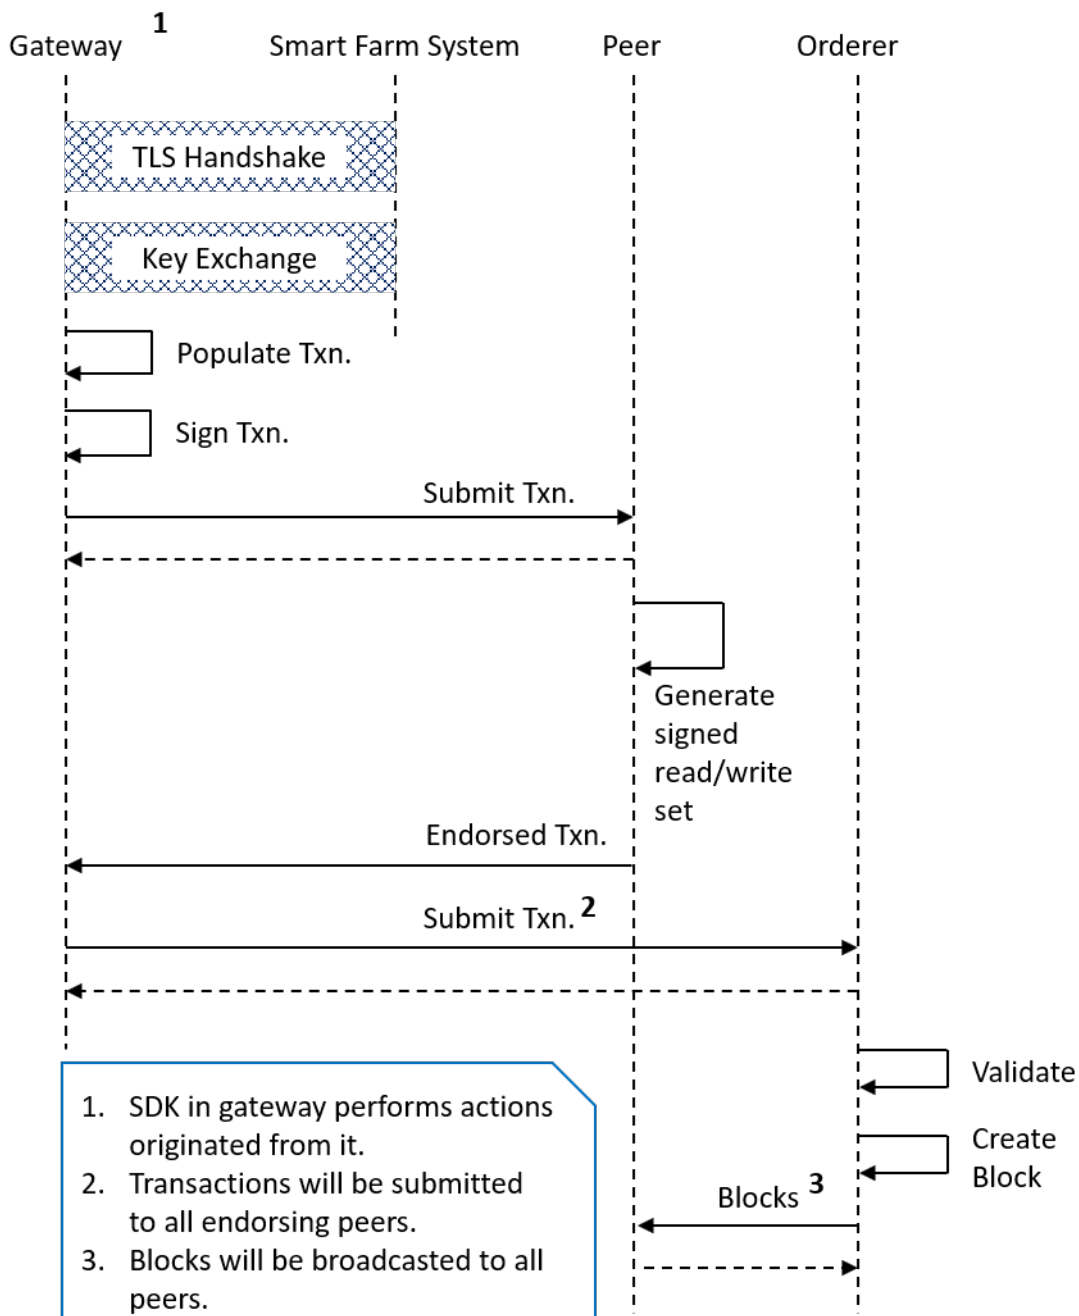 1
Gateway
Smart Farm System
Peer
Orderer
TLS Handshake
Key Exchange
Populate Txn.
Sign Txn.
Submit Txn.
Generate
signed
read/write
set
Endorsed Txn.
Submit Txn. 2
Validate
Create
Block
Blocks 3
1. SDK in gateway performs actions
originated from it.
2. Transactions will be submitted
to all endorsing peers.
3. Blocks will be broadcasted to all
peers.